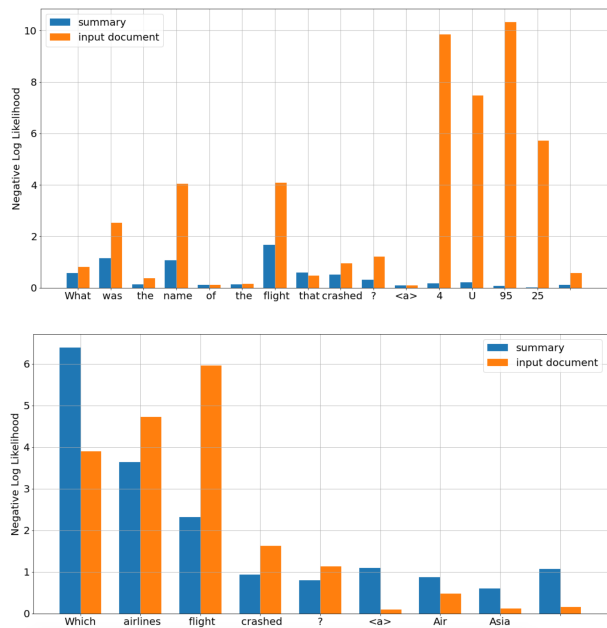 Negative Log Likelihood
10
8
6
4
2
0
summary
input document
What was the name of the flight that crashed ? <a> 4 U 95 25
Negative Log Likelihood
6
5
4
3
2
1
0
summary
input document
Which airlines flight crashed ? <a> Air Asia